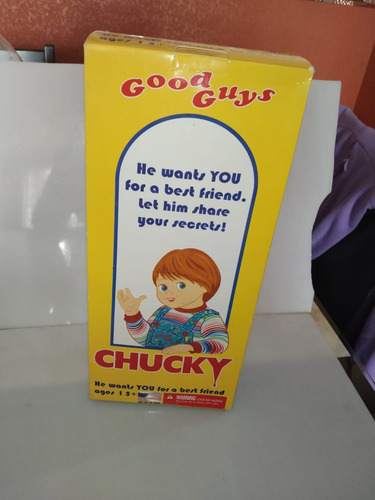 Good
Guys
He wants YOU
for a best friend.
Let him share
your secrets!
CHUCKY
He wants YOU for a best friend
ages 15+
WARNING